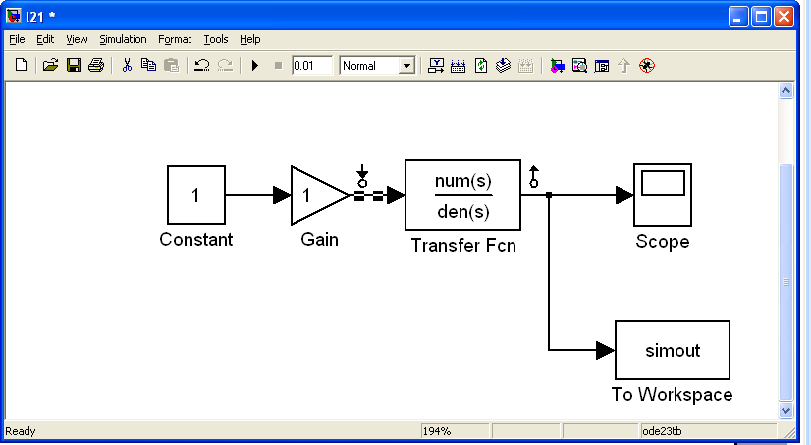 l21 *
File Edit View Simulation Format Tools Help
0.01 Normal
1
Constant
1
Gain
num(s)
den(s)
Transfer Fcn
Scope
simout
To Workspace
Ready 194% ode23tb